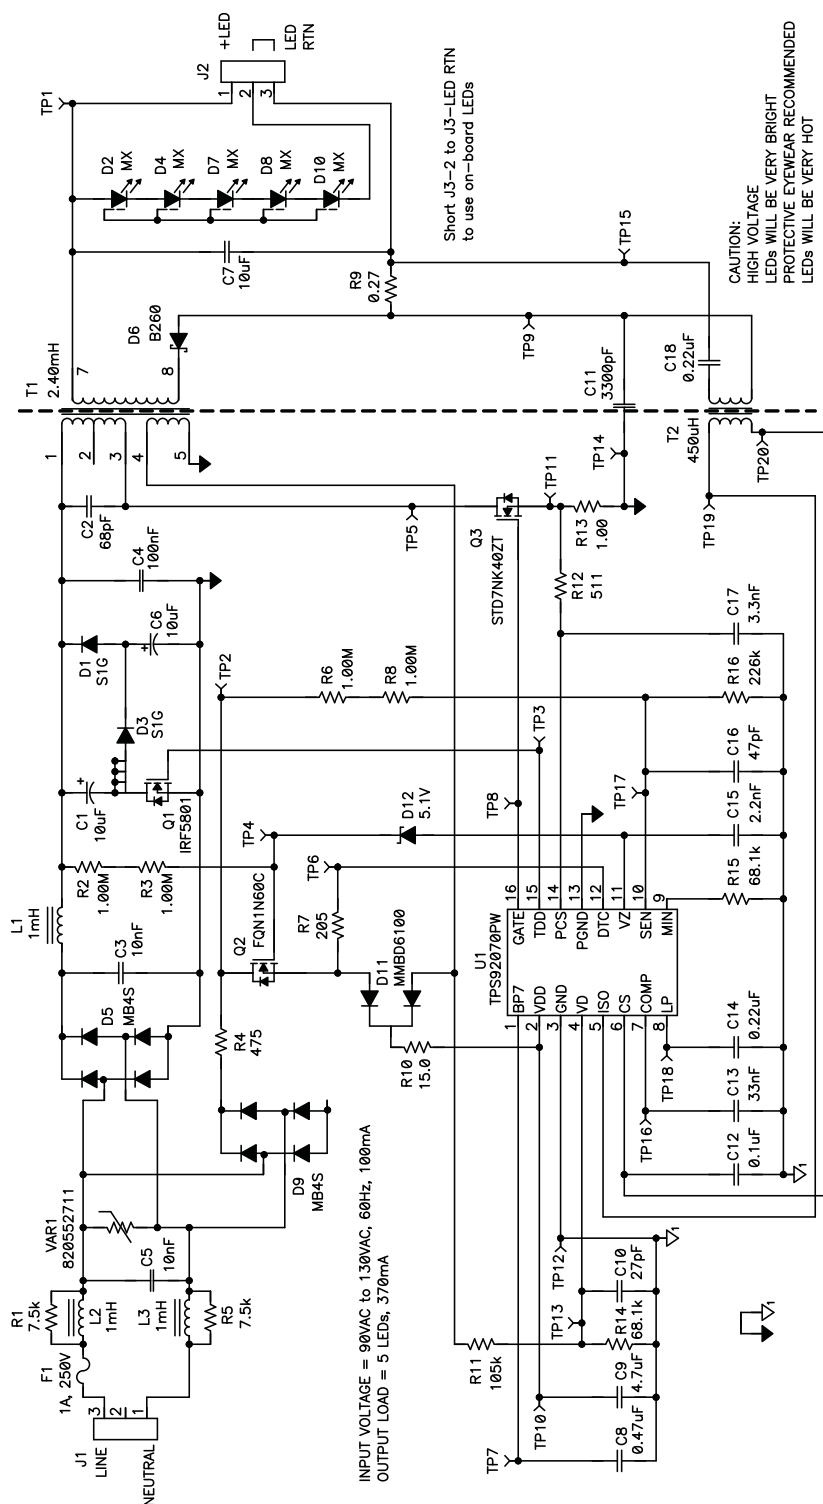 J1
LINE
NEUTRAL
3
2
1
F1
1A, 250V
R1
7.5k
L2
1mH
L3
1mH
R5
7.5k
C5
10nF
VAR1
820552711
D5
MB4S
C3
10nF
L1
1mH
R2
1.00M
R3
1.00M
C1
10uF
+
Q1
IRF5801
D3
S1G
D1
S1G
C6
10uF
+
C4
100nF
C2
68pF
T1
2.40mH
1
2
3
4
5
7
8
D6
B260
C7
10uF
D2
MX
D4
MX
D7
MX
D8
MX
D10
MX
TP1
J2
1
2
3
+LED
LED
RTN
Short J3-2 to J3-LED RTN
to use on-board LEDs
R9
0.27
D9
MB4S
R4
475
Q2
FQN1N60C
TP4
TP2
R7
205
TP6
D11
MMBD6100
R10
15.0
D12
5.1V
R6
1.00M
R8
1.00M
TP3
TP8
TP5
Q3
STD7NK40ZT
TP11
R12
511
R13
1.00
TP14
C11
3300pF
TP9
TP15
INPUT VOLTAGE = 90VAC to 130VAC, 60Hz, 100mA
OUTPUT LOAD = 5 LEDs, 370mA
U1
TPS92070PW
1
BP7
2
VDD
3
GND
4
VD
5
ISO
6
CS
7
COMP
8
LP
16
GATE
15
TDD
14
PCS
13
PGND
12
DTC
11
VZ
10
SEN
9
MIN
TP7
TP10
R11
105k
TP13
TP12
C8
0.47uF
C9
4.7uF
R14
68.1k
C10
27pF
1
TP16
TP18
C12
0.1uF
C13
33nF
C14
0.22uF
R15
68.1k
C15
2.2nF
TP17
C16
47pF
R16
226k
C17
3.3nF
1
TP19
T2
450uH
TP20
C18
0.22uF
1
CAUTION:
HIGH VOLTAGE
LEDs WILL BE VERY BRIGHT
PROTECTIVE EYEWEAR RECOMMENDED
LEDs WILL BE VERY HOT